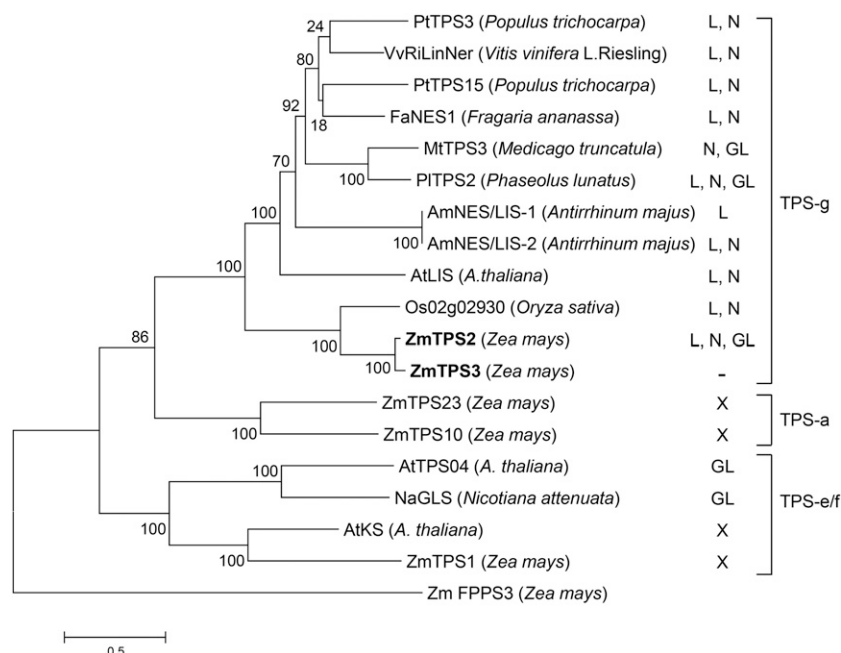 PtTPS3 (Populus trichocarpa) L, N
24
VvRiLinNer (Vitis vinifera L.Riesling) L, N
80
PtTPS15 (Populus trichocarpa) L, N
92
FaNES1 (Fragaria ananassa) L, N
18
MtTPS3 (Medicago truncatula) N, GL
70
PlTPS2 (Phaseolus lunatus) L, N, GL
100
TPS-g
AmNES/LIS-1 (Antirrhinum majus) L
100
AmNES/LIS-2 (Antirrhinum majus) L, N
100
AtLIS (A.thaliana) L, N
100
Os02g02930 (Oryza sativa) L, N
ZmTPS2 (Zea mays) L, N, GL
86
100
ZmTPS3 (Zea mays) -
100
ZmTPS23 (Zea mays) X
TPS-a
ZmTPS10 (Zea mays) X
100
AtTPS04 (A. thaliana) GL
100
NaGLS (Nicotiana attenuata) GL
TPS-e/f
100
AtKS (A. thaliana) X
ZmTPS1 (Zea mays) X
100
Zm FPPS3 (Zea mays)
0.5